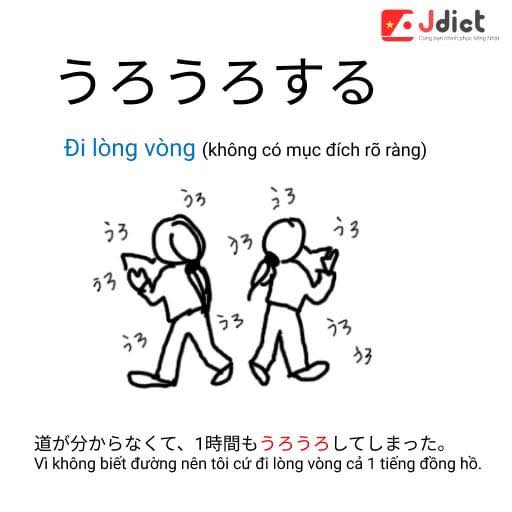 Jdict
Cùng bạn chinh phục tiếng Nhật
うろうろする
Đi lòng vòng (không có mục đích rõ ràng)
うろ
うろ
うろ
うろ
うろ
うろ
うろ
うろ
うろ
うろ
道が分からなくて、1時間もうろうろしてしまった。
Vì không biết đường nên tôi cứ đi lòng vòng cả 1 tiếng đồng hồ.